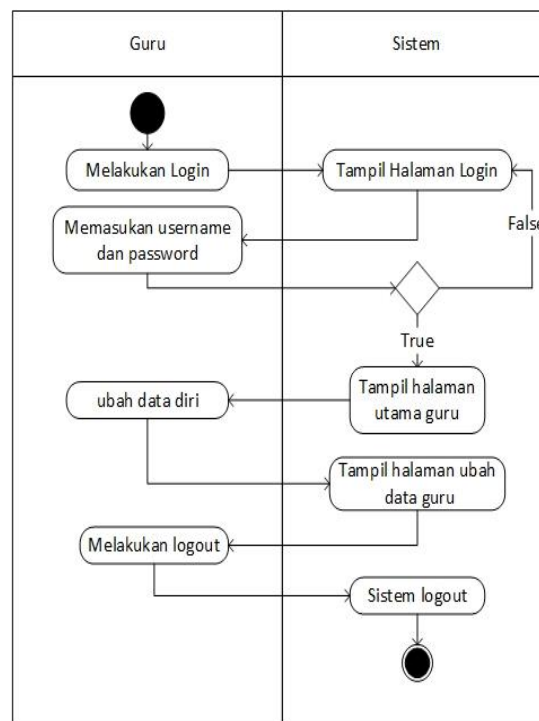 Guru
Sistem
Melakukan Login
Tampil Halaman Login
Memasukan username
dan password
False
True
Tampil halaman
utama guru
ubah data diri
Tampil halaman ubah
data guru
Melakukan logout
Sistem logout